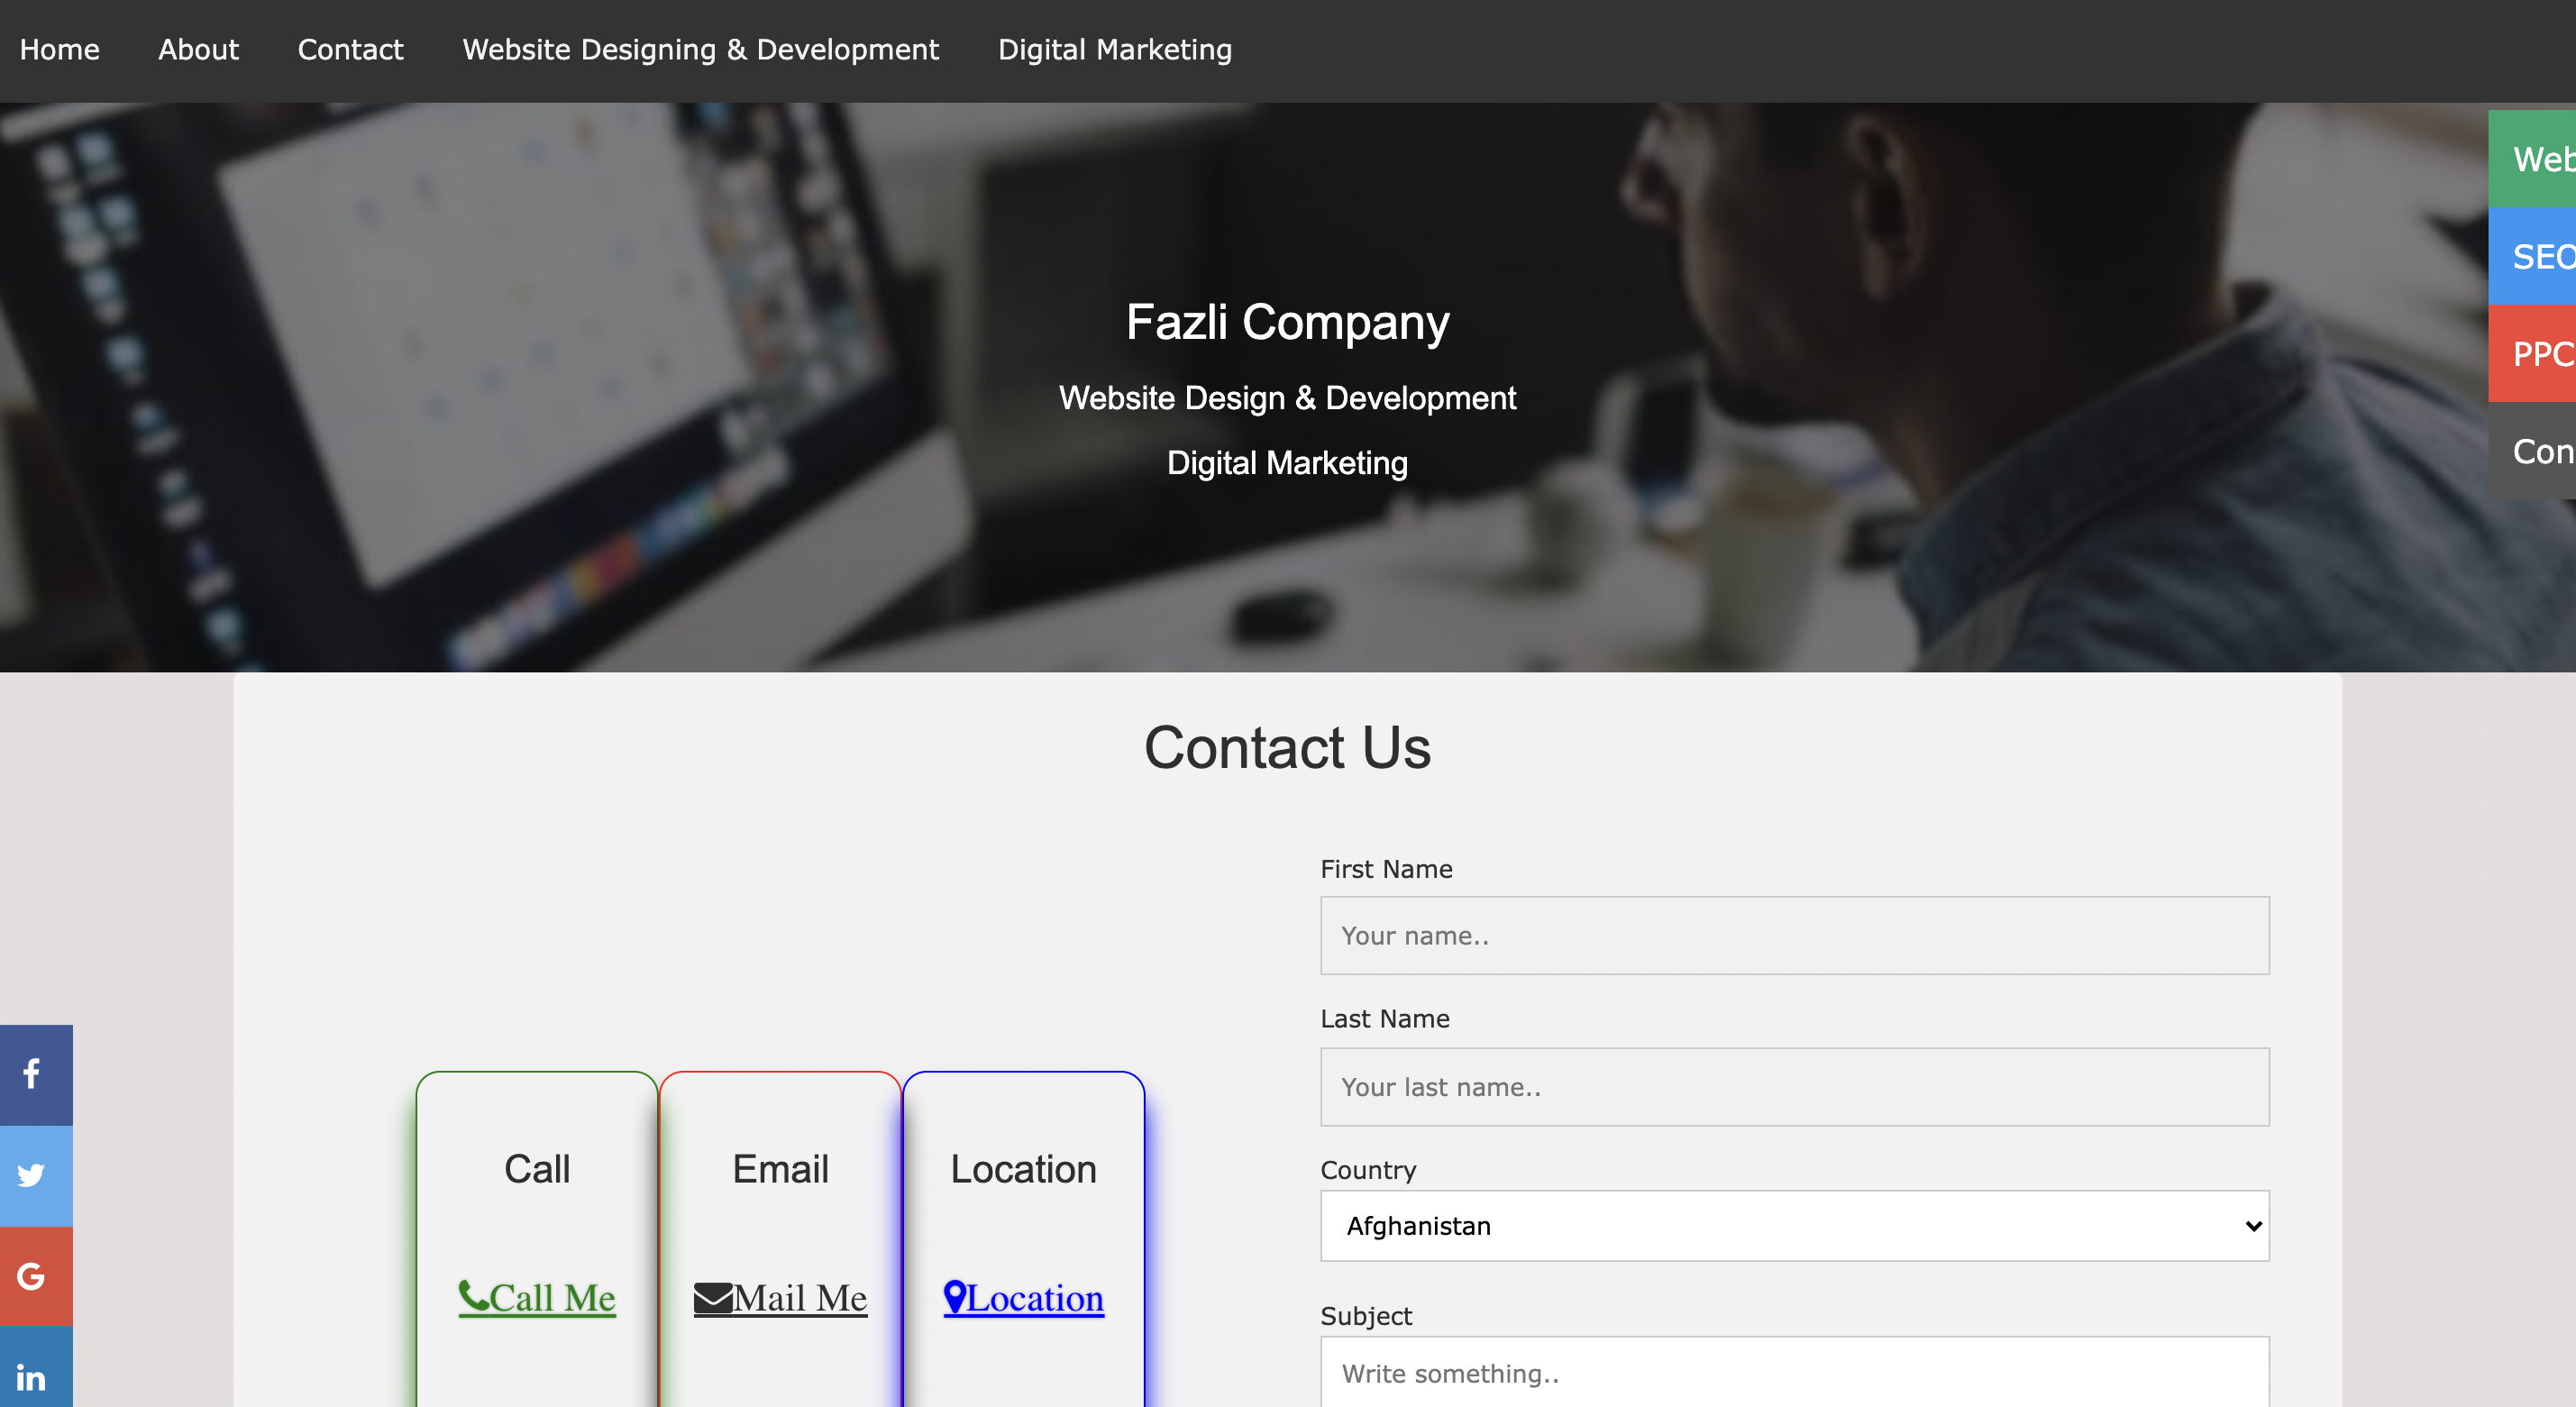 Home About Contact Website Designing & Development Digital Marketing
Web
SEO
PPC
Con
Fazli Company
Website Design & Development
Digital Marketing
Contact Us
First Name
Your name..
Last Name
Your last name..
Country
Afghanistan
Subject
Write something..
Call Email Location
Call Me Mail Me Location